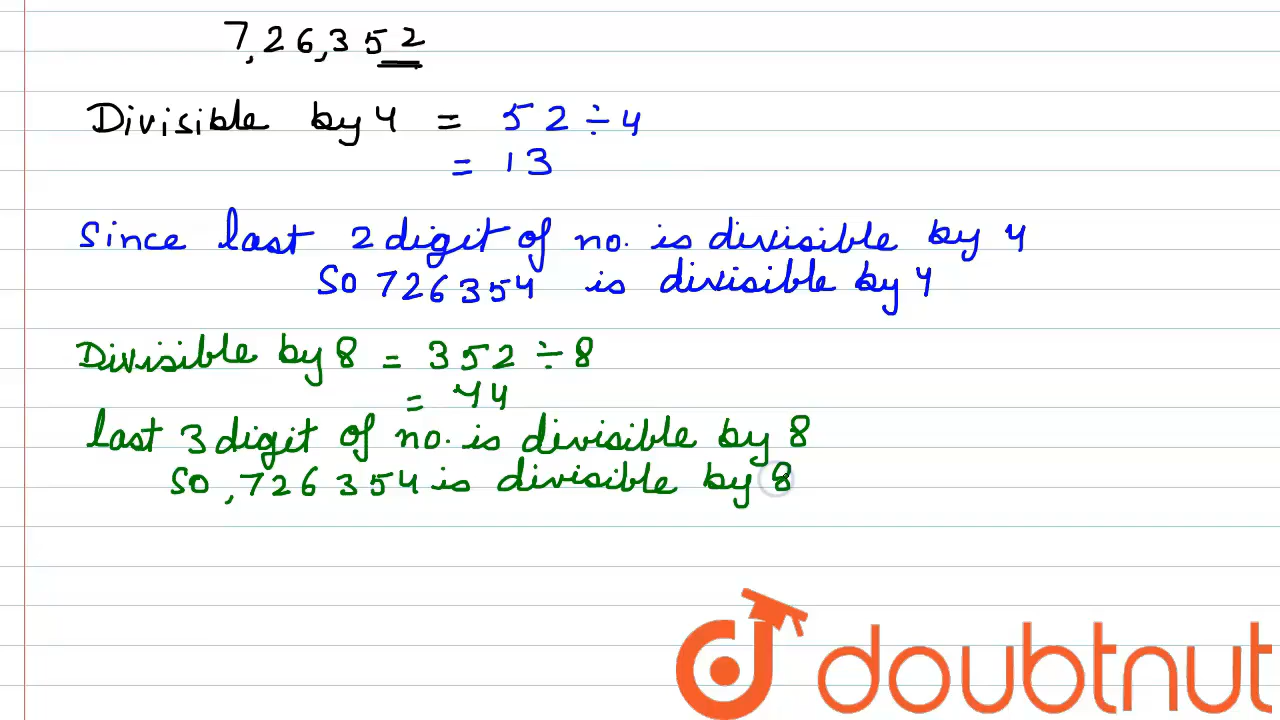 7,26,352
Divisible by 4 = 52 ÷ 4
= 13
Since last 2 digit of no. is divisible by 4
So 726354 is divisible by 4
Divisible by 8 = 352 ÷ 8
= 44
last 3 digit of no. is divisible by 8
So, 726354 is divisible by 8
doubtnut